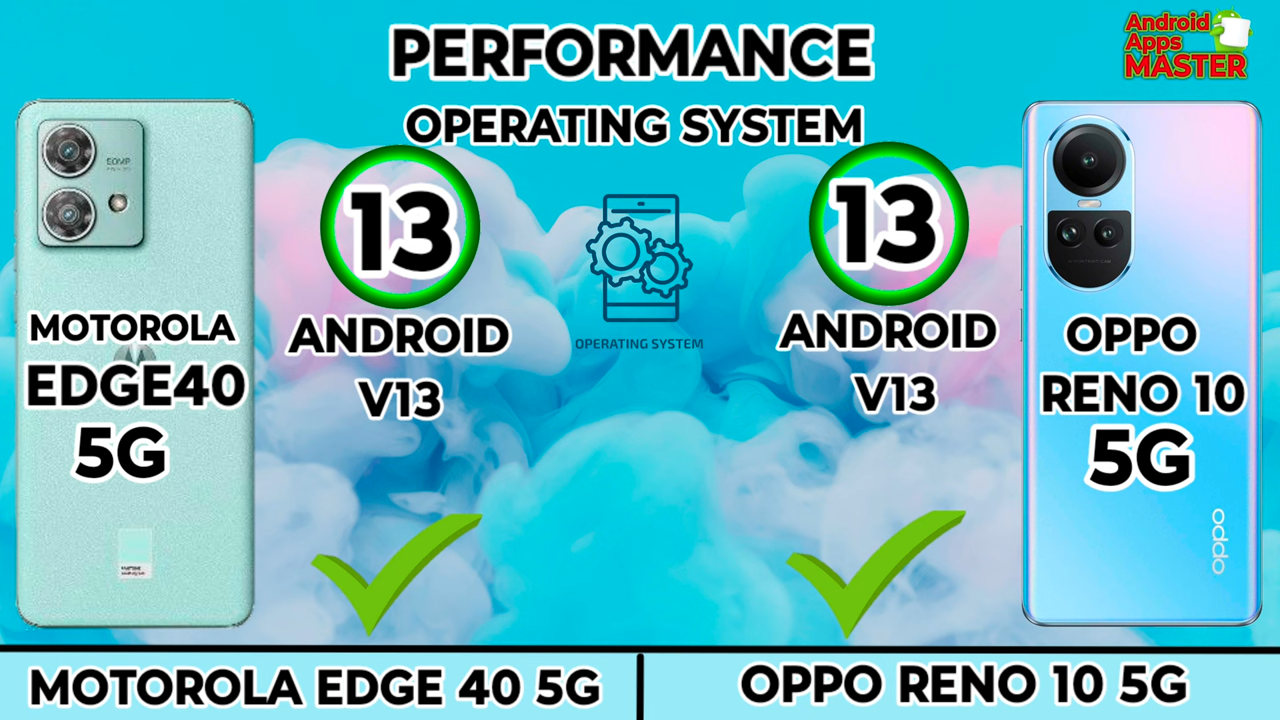 PERFORMANCE
OPERATING SYSTEM
Android
Apps
MASTER
50MP
MOTOROLA
EDGE40
5G
13
ANDROID
V13
OPERATING SYSTEM
13
ANDROID
V13
OPPO
RENO 10
5G
oppo
MOTOROLA EDGE 40 5G
OPPO RENO 10 5G